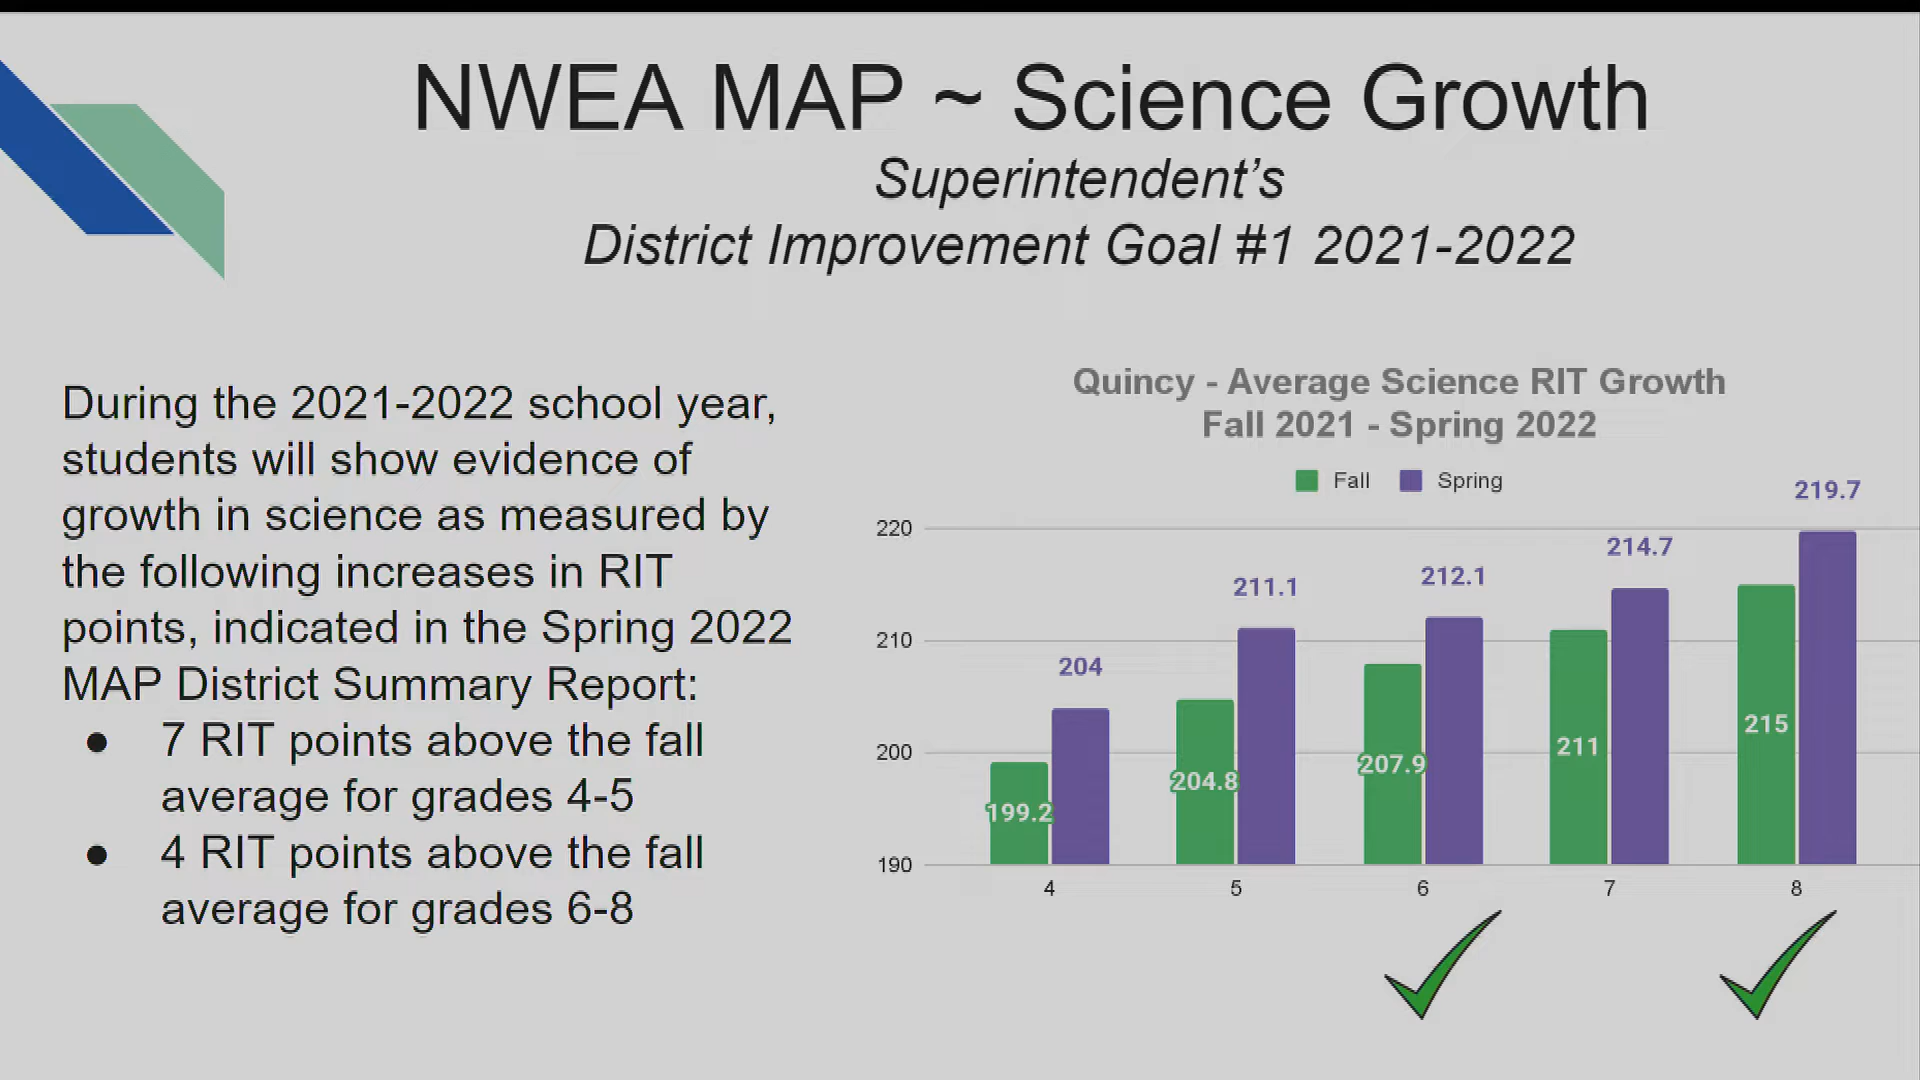 NWEA MAP ~ Science Growth
Superintendent’s
District Improvement Goal #1 2021-2022
During the 2021-2022 school year,
students will show evidence of
growth in science as measured by
the following increases in RIT
points, indicated in the Spring 2022
MAP District Summary Report:
● 7 RIT points above the fall
average for grades 4-5
● 4 RIT points above the fall
average for grades 6-8
Quincy - Average Science RIT Growth
Fall 2021 - Spring 2022
Fall Spring
220
210
200
190
199.2
204
204.8
211.1
207.9
212.1
211
214.7
215
219.7
4 5 6 7 8